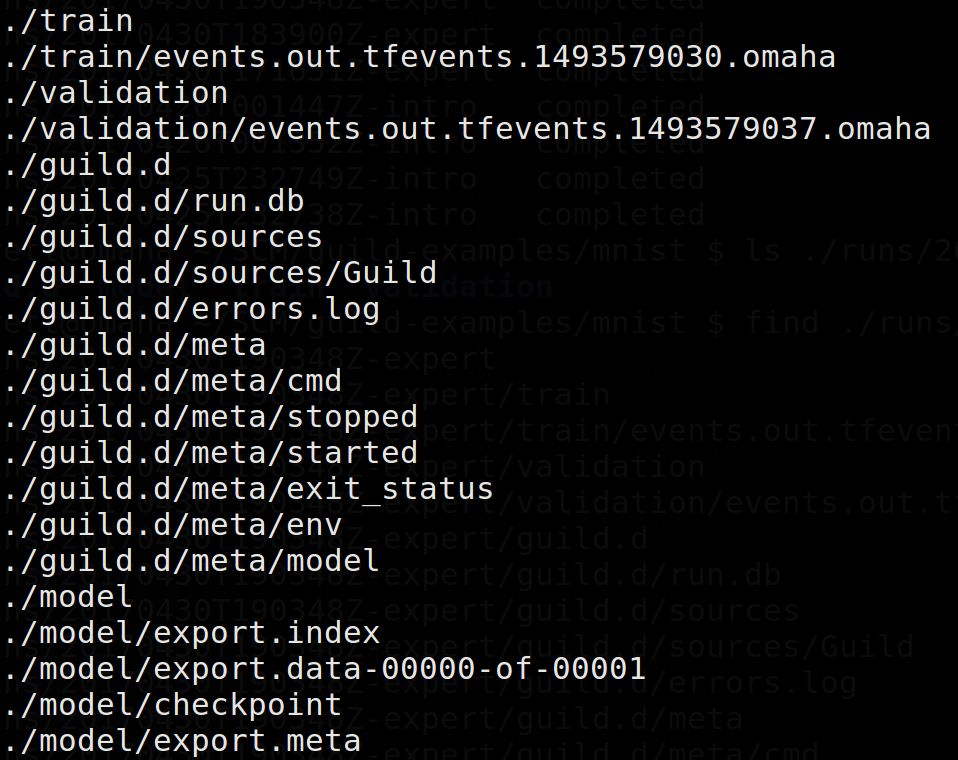 ./train
./train/events.out.tfevents.1493579030.omaha
./validation
./validation/events.out.tfevents.1493579037.omaha
./guild.d
./guild.d/run.db
./guild.d/sources
./guild.d/sources/Guild
./guild.d/errors.log
./guild.d/meta
./guild.d/meta/cmd
./guild.d/meta/stopped
./guild.d/meta/started
./guild.d/meta/exit_status
./guild.d/meta/env
./guild.d/meta/model
./model
./model/export.index
./model/export.data-00000-of-00001
./model/checkpoint
./model/export.meta